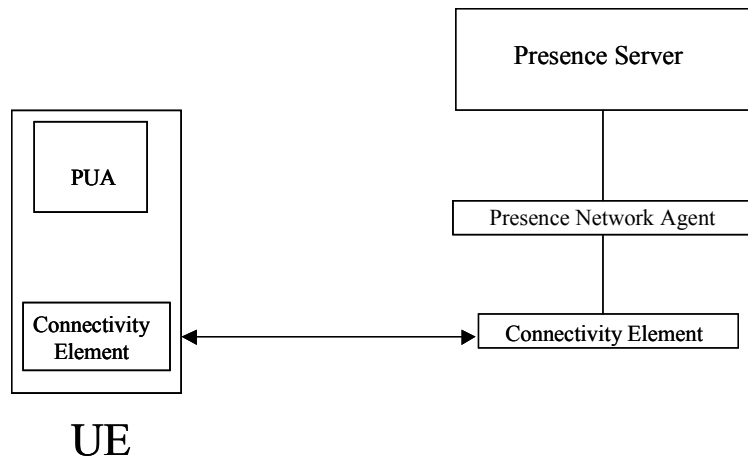 Presence Server
PUA
Presence Network Agent
Connectivity
Element
Connectivity Element
UE